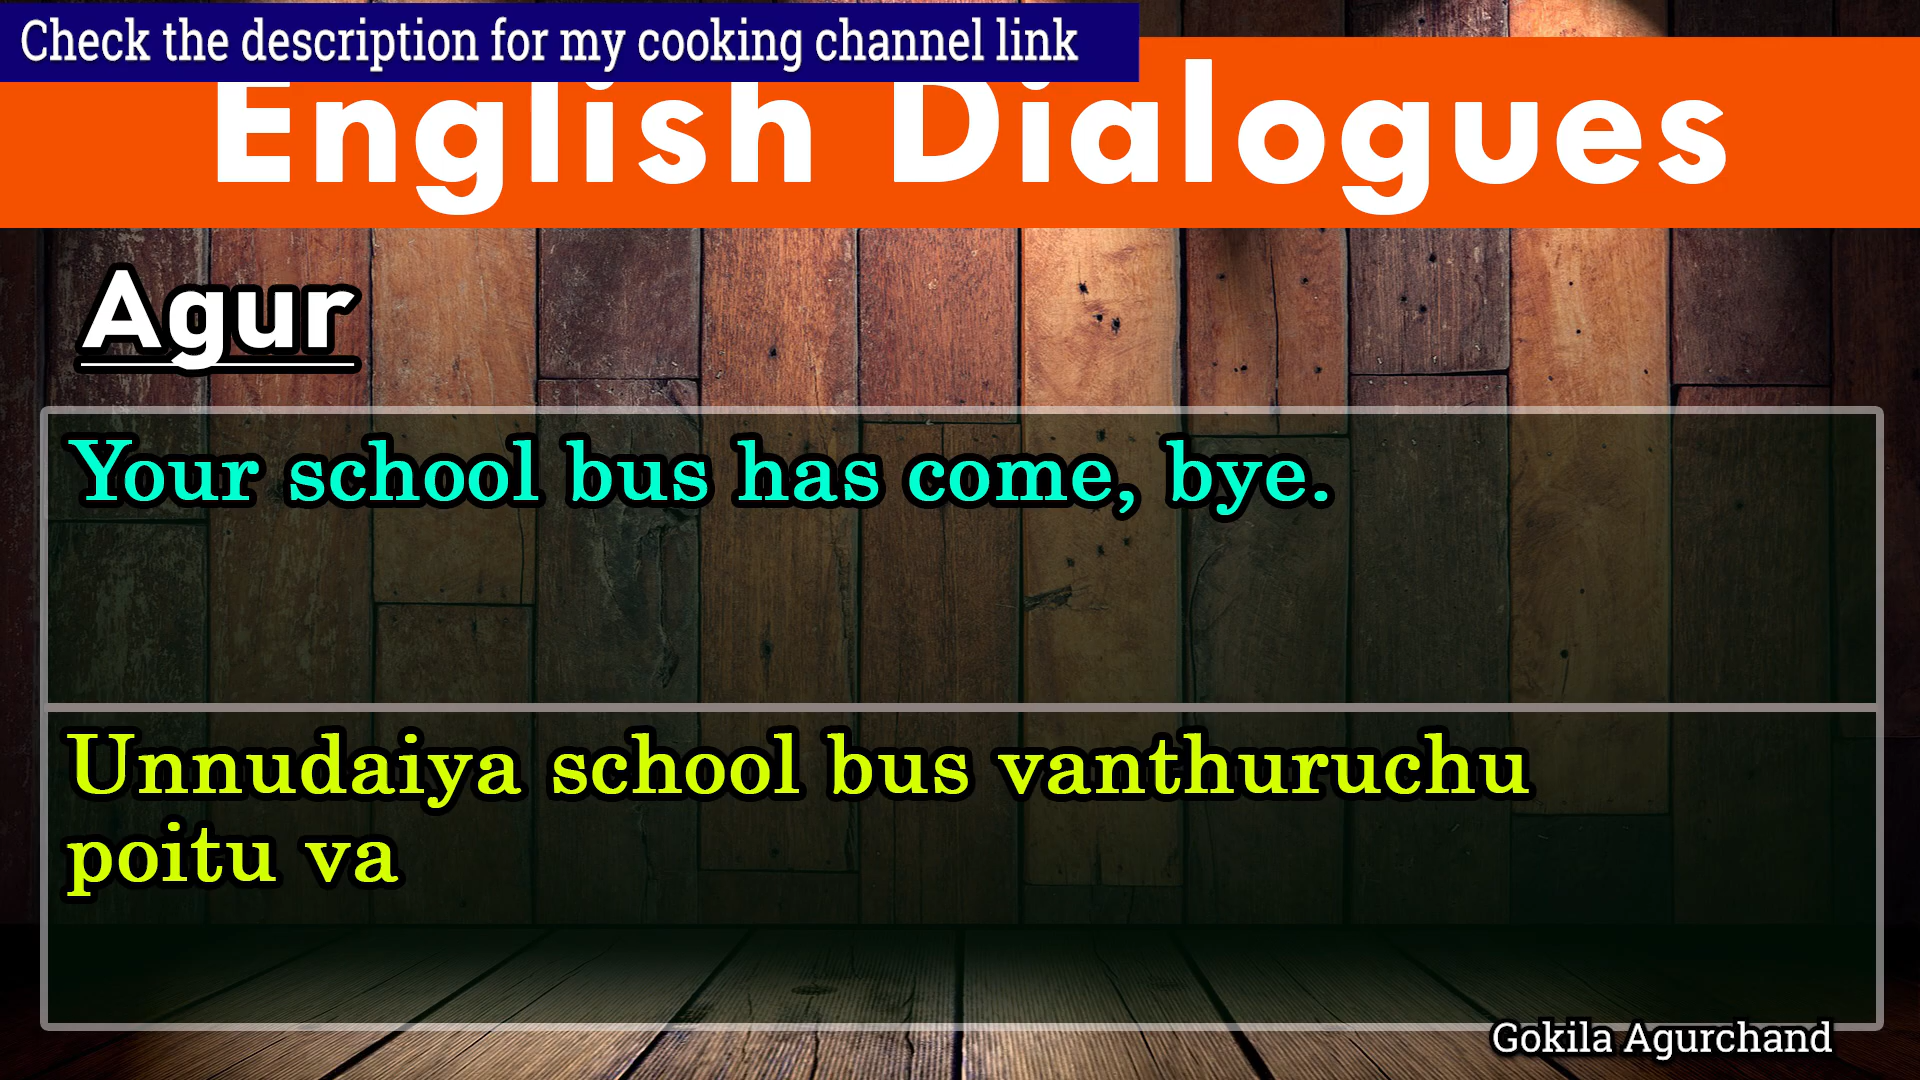 Check the description for my cooking channel link
English Dialogues
Agur
Your school bus has come, bye.
Unnudaiya school bus vanthuruchu
poitu va
Gokila Agurchand